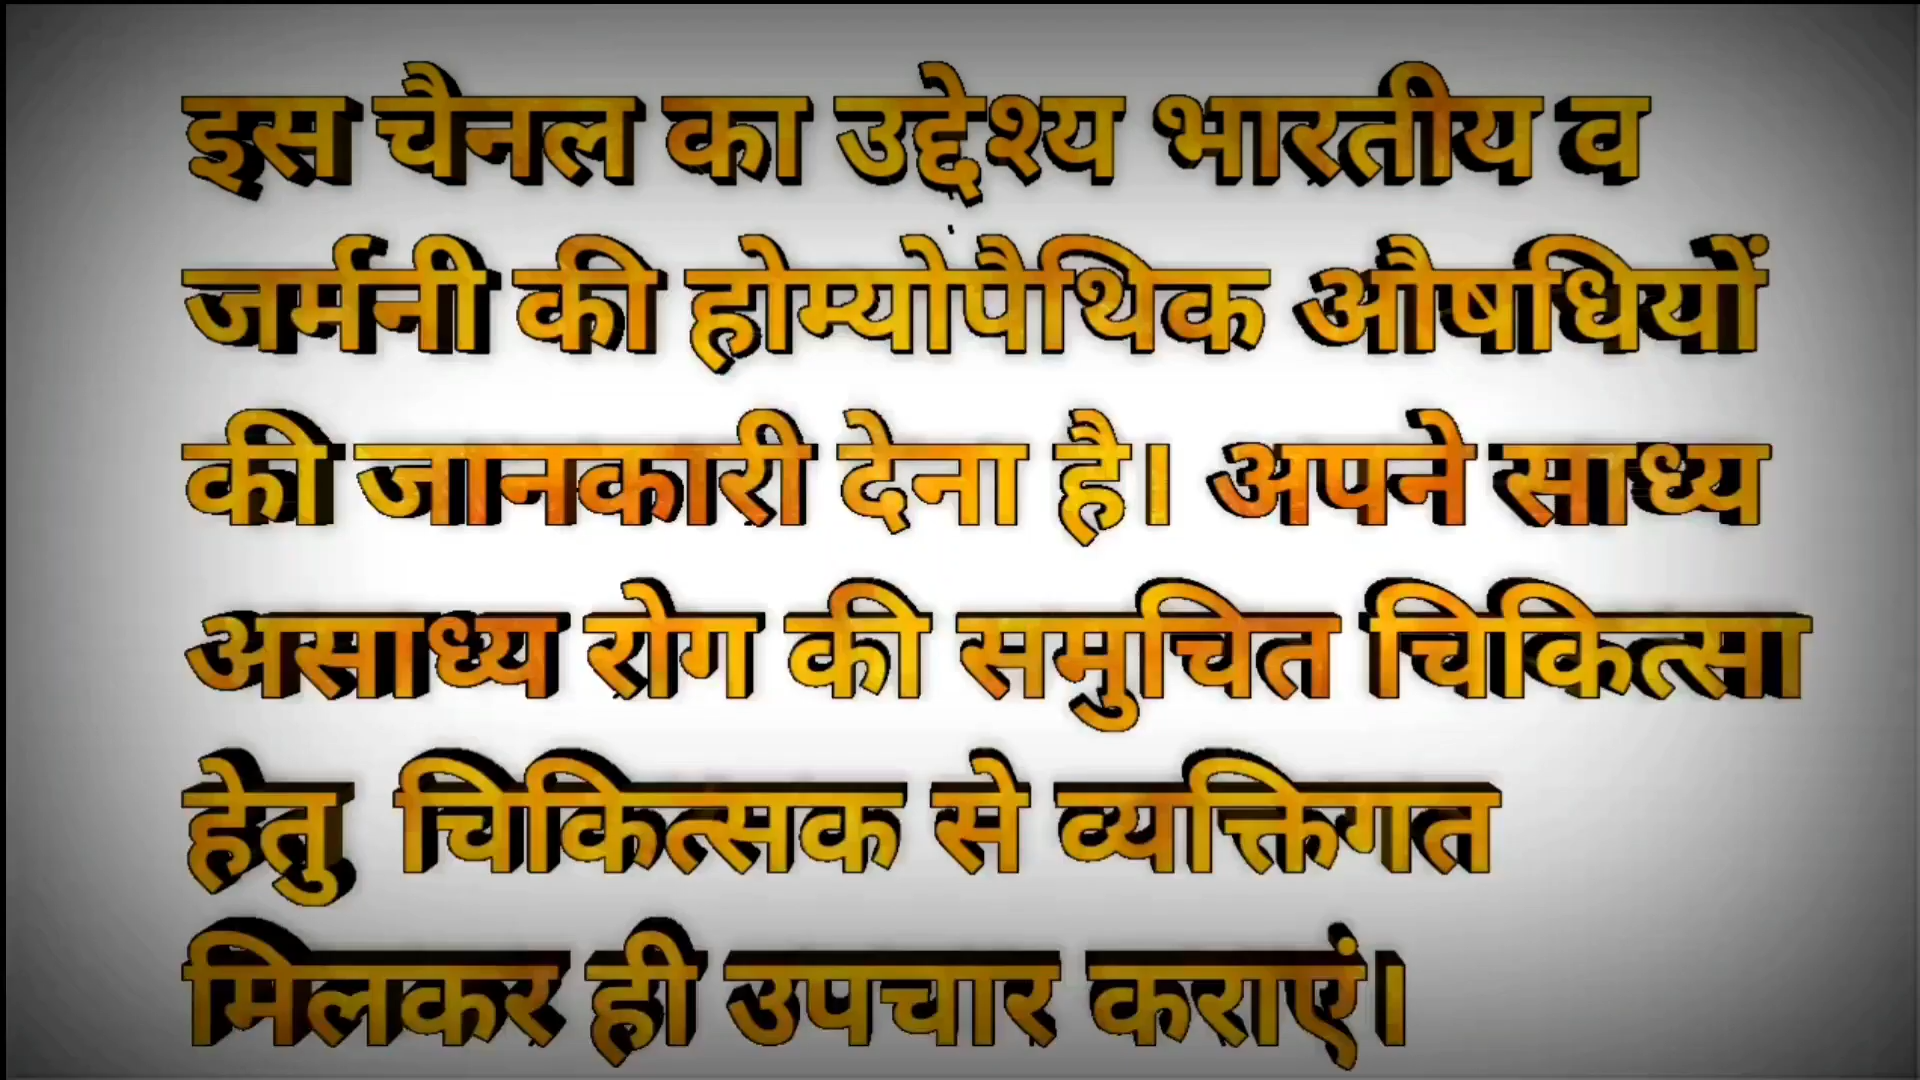 इस चैनल का उद्देश्य भारतीय व
जर्मनी की होम्योपैथिक औषधियों
की जानकारी देना है। अपने साध्य
असाध्य रोग की समुचित चिकित्सा
हेतु चिकित्सक से व्यक्तिगत
मिलकर ही उपचार कराएं।